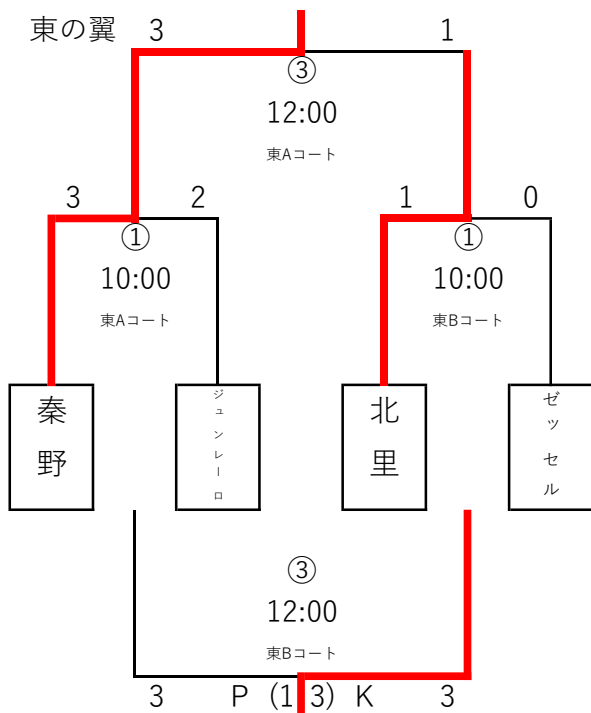 東の翼 3 1
③
12:00
東Aコート
3 2 1 0
① ①
10:00 10:00
東Aコート 東Bコート
秦野 ジュンレーロ 北里 ゼッセル
③
12:00
東Bコート
3 P (1 3) K 3